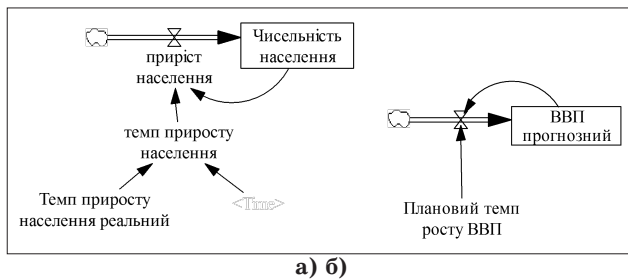 Чисельність
населення
приріст
населення
темп приросту
населення
Темп приросту
населення реальний
<Time>
ВВП
прогнозний
Плановий темп
росту ВВП
а) б)